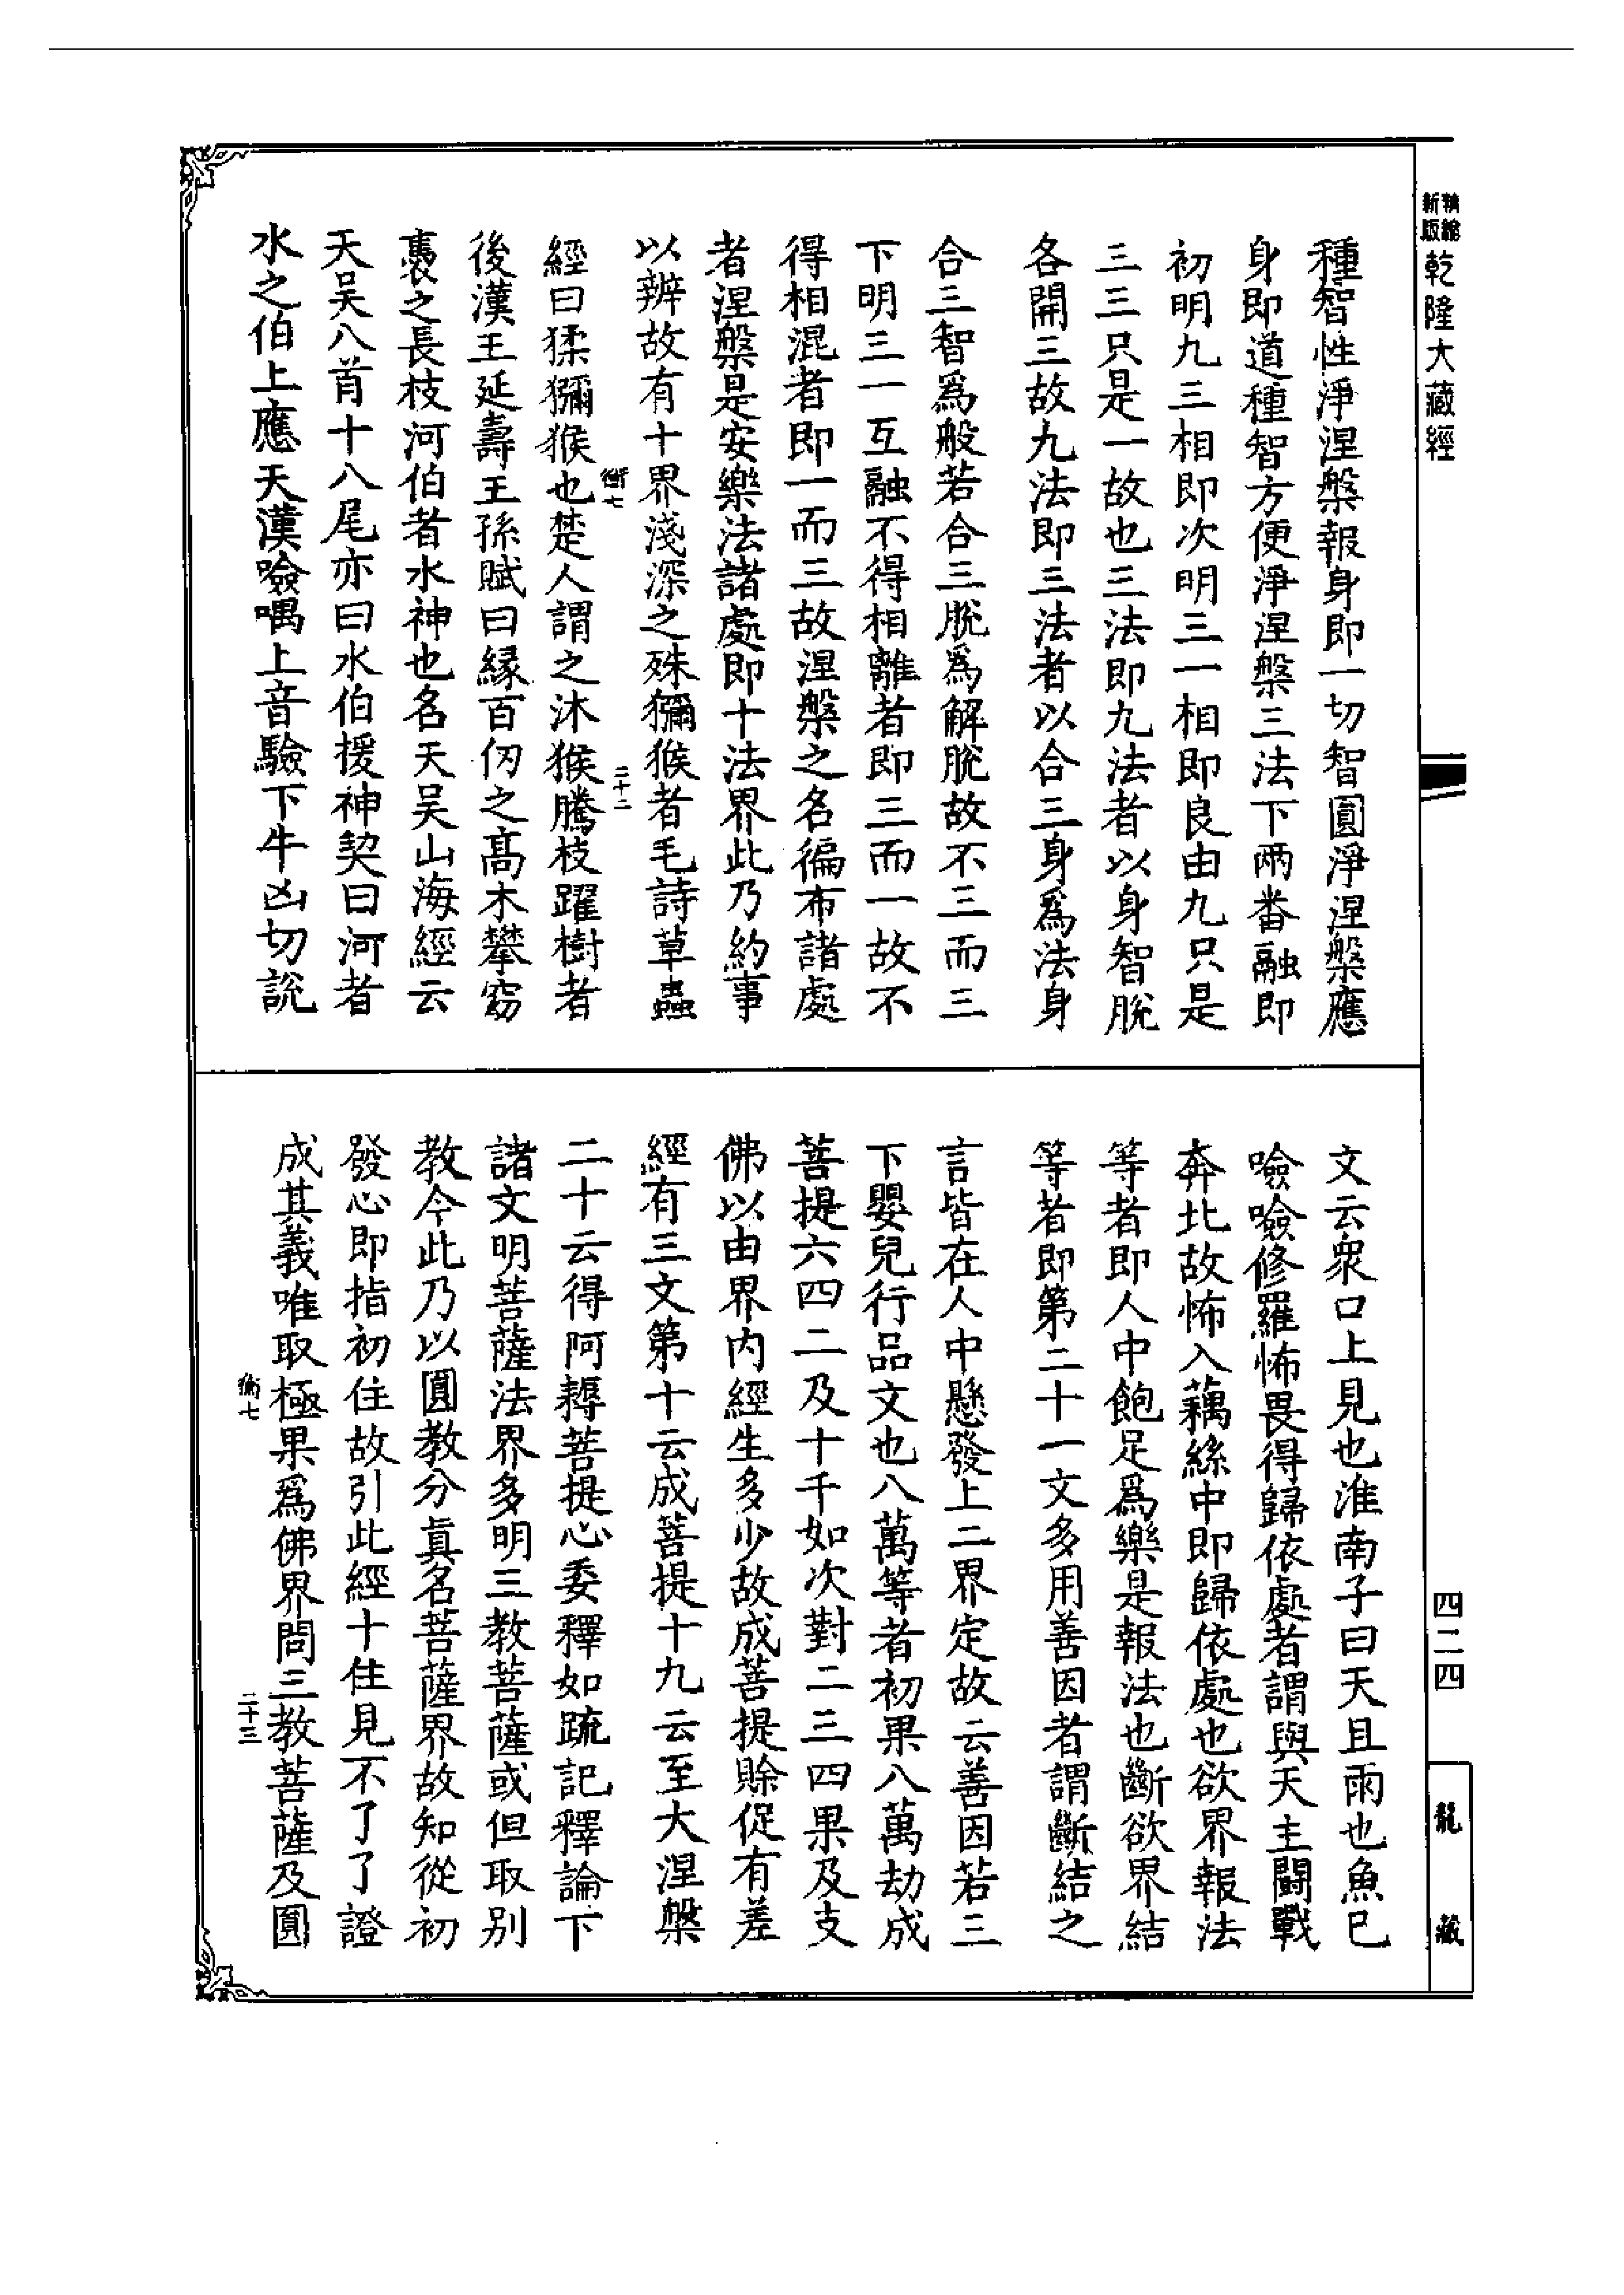 新版精縮乾隆大藏經
種智性淨涅槃報身即一切智圓淨涅槃應
身即道種智方便淨涅槃三法下兩番融即
初明九三相即次明三一相即良由九只是
三三只是一故也三法即九法者以身智脫
各開三故九法即三法者以合三身爲法身
合三智爲般若合三脫爲解脫故不三而三
下明三一互融不得相離者即三而一故不
得相混者即一而三故涅槃之名徧布諸處
者涅槃是安樂法諸處即十法界此乃約事
以辨故有十界淺深之殊獼猴者毛詩草蟲
經曰猱獼猴也楚人謂之沐猴騰枝躍樹者
衡七
二十二
後漢王延壽王孫賦曰緣百仞之高木攀窈
裊之長枝河伯者水神也名天吴山海經云
天吴八首十八尾亦曰水伯援神契曰河者
水之伯上應天漢噞喁上音驗下牛凶切說
文云衆口上見也淮南子曰天且雨也魚已
噞噞修羅怖畏得歸依處者謂與天主鬭戰
奔北故怖入藕絲中即歸依處也欲界報法
等者即人中飽足爲樂是報法也斷欲界結
等者即第二十一文多用善因者謂斷結之
言皆在人中懸發上二界定故云善因若三
下嬰兒行品文也八萬等者初果八萬劫成
菩提六四二及十千如次對二三四果及支
佛以由界內經生多少故成菩提賒促有差
經有三文第十云成菩提十九云至大涅槃
二十云得阿耨菩提心委釋如疏記釋論下
諸文明菩薩法界多明三教菩薩或但取別
教今此乃以圓教分真名菩薩界故知從初
發心即指初住故引此經十住見不了了證
成其義唯取極果爲佛界問三教菩薩及圓
衡七
二十三
四二四
龍藏